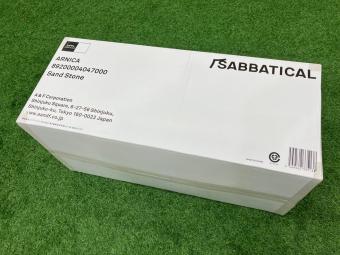 ARNICA
89200004047000
Sand Stone
SABBATICAL
A & F Corporation
Shinjuku Square, 6-27-56 Shinjuku,
Shinjuku-ku, Tokyo 160-0022 Japan
www.aandf.co.jp